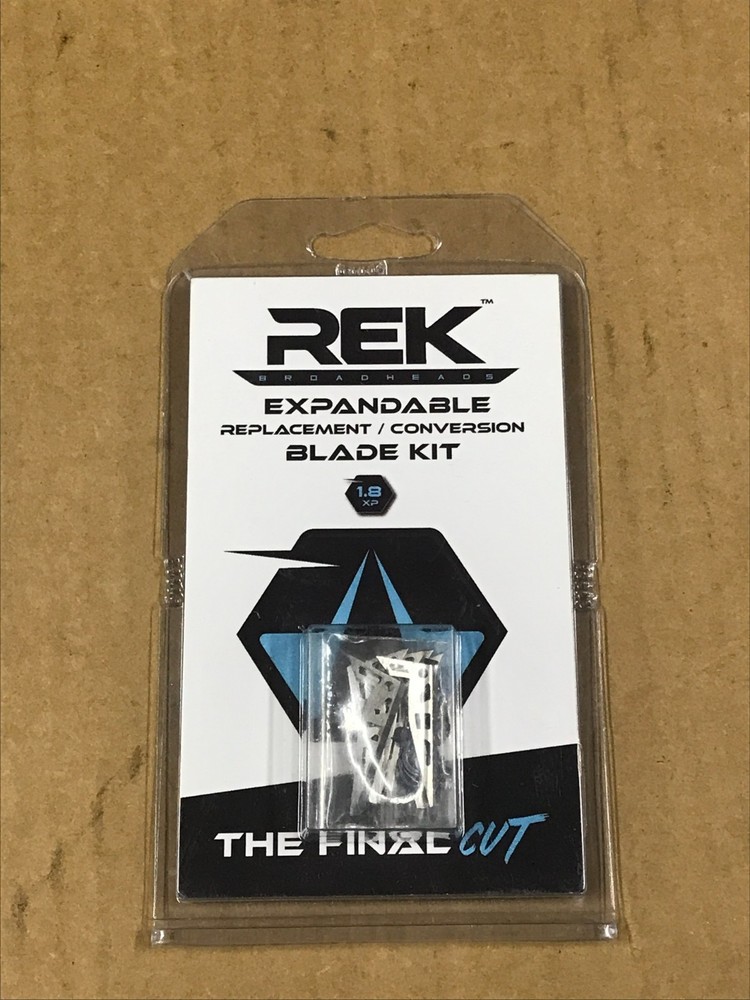 REK™
BROADHEADS
EXPANDABLE
REPLACEMENT / CONVERSION
BLADE KIT
1.8
XP
THE FINAL CUT